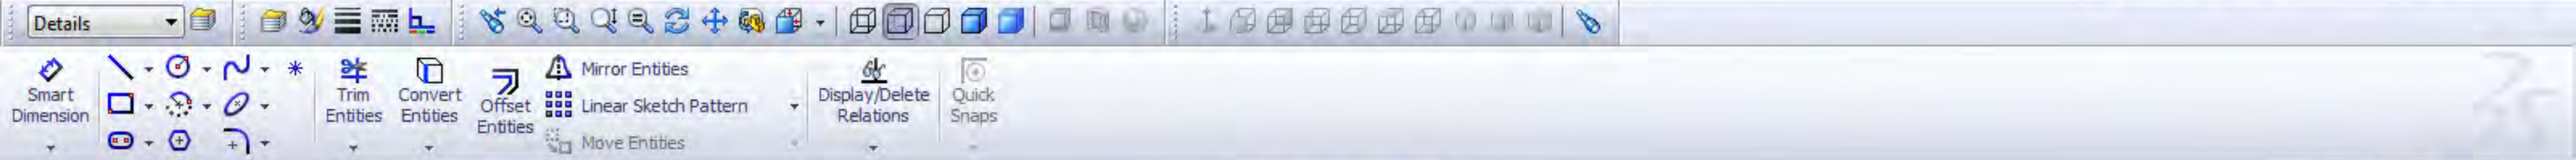 Details
Smart
Dimension
Trim
Entities
Convert
Entities
Offset
Entities
Mirror Entities
Linear Sketch Pattern
Move Entities
Display/Delete
Relations
Quick
Snaps